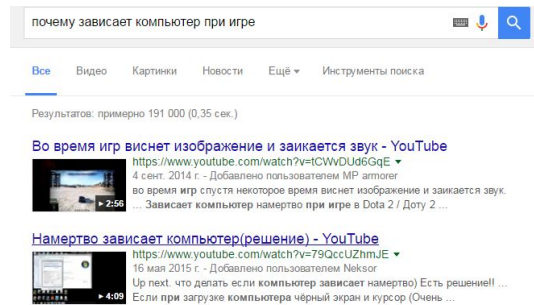 почему зависает компьютер при игре
Все Видео Картинки Новости Ещё Инструменты поиска
Результатов: примерно 191 000 (0,35 сек.)
Во время игр виснет изображение и заикается звук - YouTube
https://www.youtube.com/watch?v=tCWvDUd6GqE
4 сент. 2014 г. - Добавлено пользователем MP armorer
во время игр спустя некоторое время виснет изображение и заикается звук.
2:56
... Зависает компьютер намертво при игре в Dota 2 / Доту 2 ...
Намертво зависает компьютер(решение) - YouTube
https://www.youtube.com/watch?v=79QccUZhmJE
16 мая 2015 г. - Добавлено пользователем Neksor
Up next. что делать если компьютер зависает намертво) Есть решение!! ...
4:09
Если при загрузке компьютера чёрный экран и курсор (Очень ...